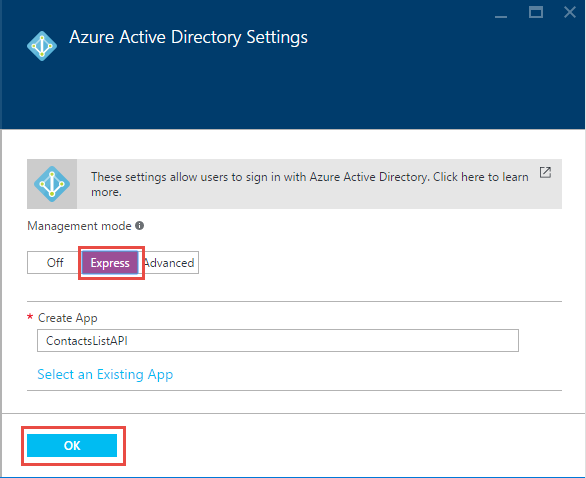 Azure Active Directory Settings
These settings allow users to sign in with Azure Active Directory. Click here to learn
more.
Management mode
Off Express Advanced
* Create App
ContactsListAPI
Select an Existing App
OK